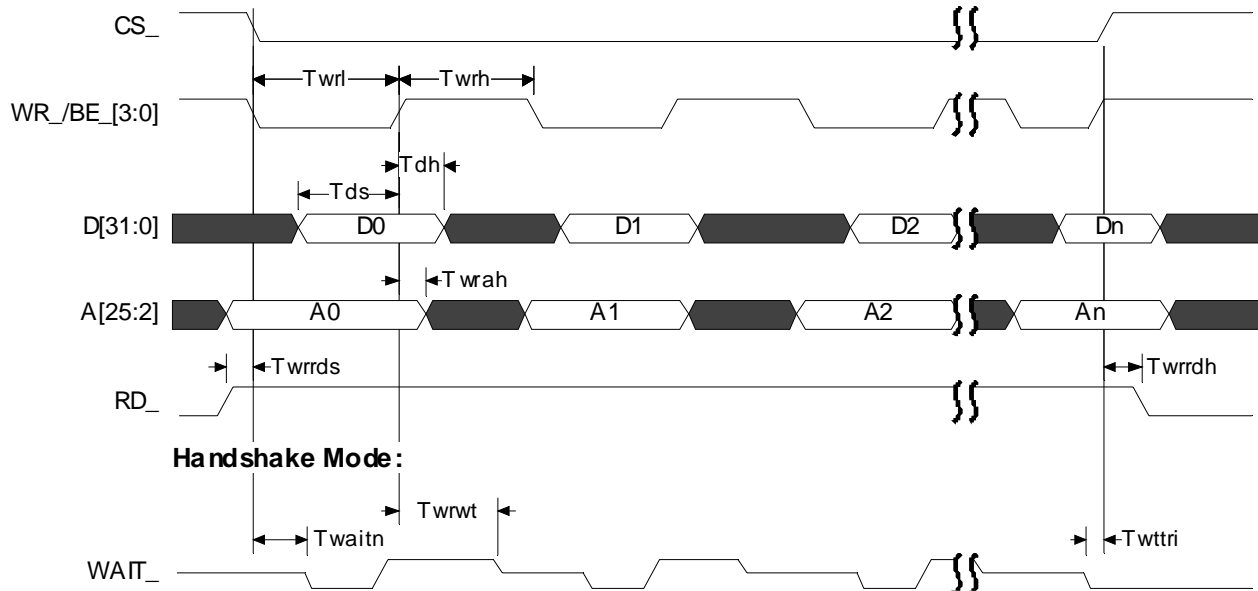 CS_
Twrl
Twrh
WR_/BE_[3:0]
Tdh
Tds
D[31:0]
D0
D1
D2
Dn
Twrah
A[25:2]
A0
A1
A2
An
Twrrds
Twrrdh
RD_
Handshake Mode:
Twrwt
Twaitn
Twttri
WAIT_